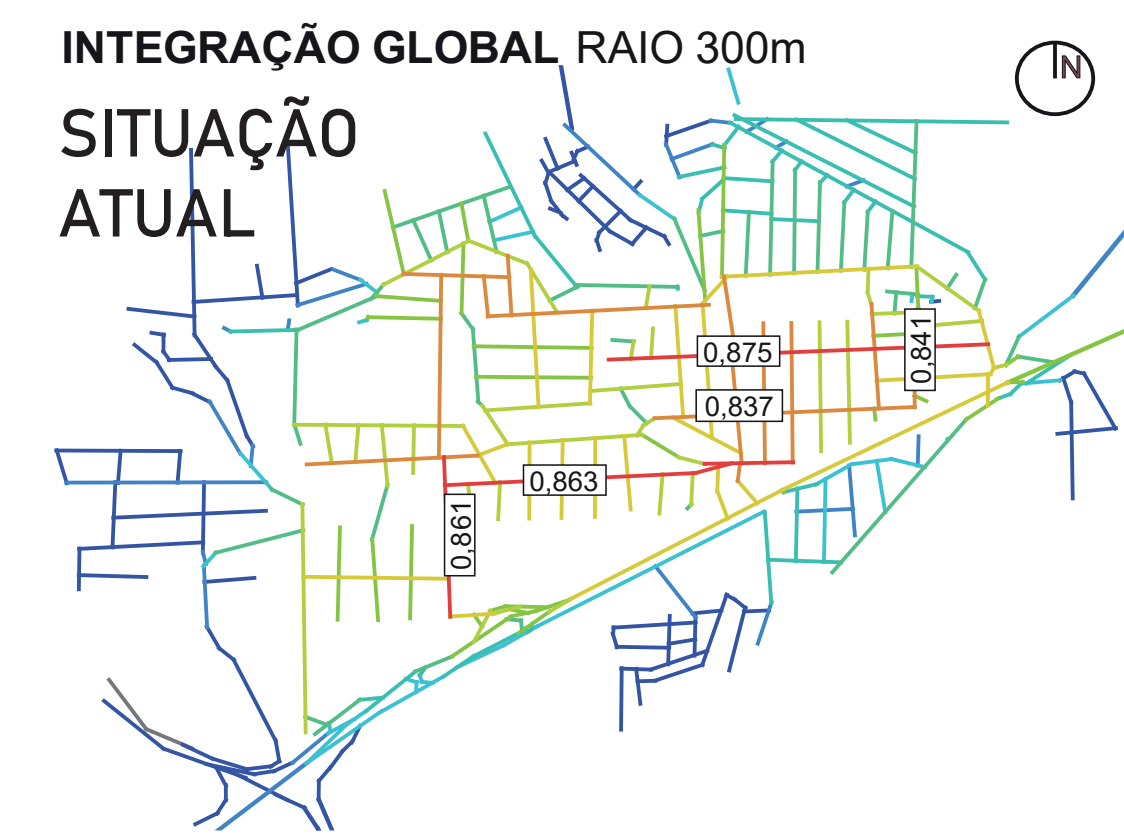 INTEGRAÇÃO GLOBAL RAIO 300m
N
SITUAÇÃO
ATUAL
0,875
0,841
0,837
0,863
0,861